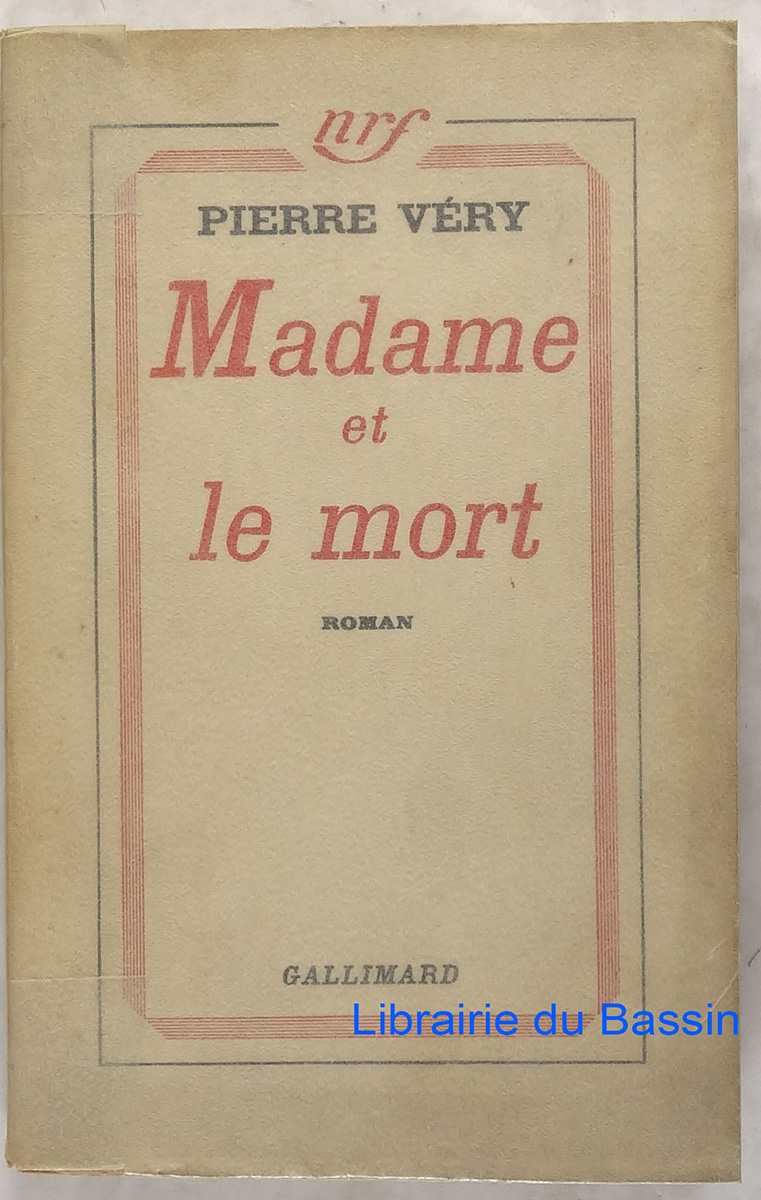 nrf
PIERRE VÉRY
Madame
et
le mort
ROMAN
GALLIMARD
Librairie du Bassin